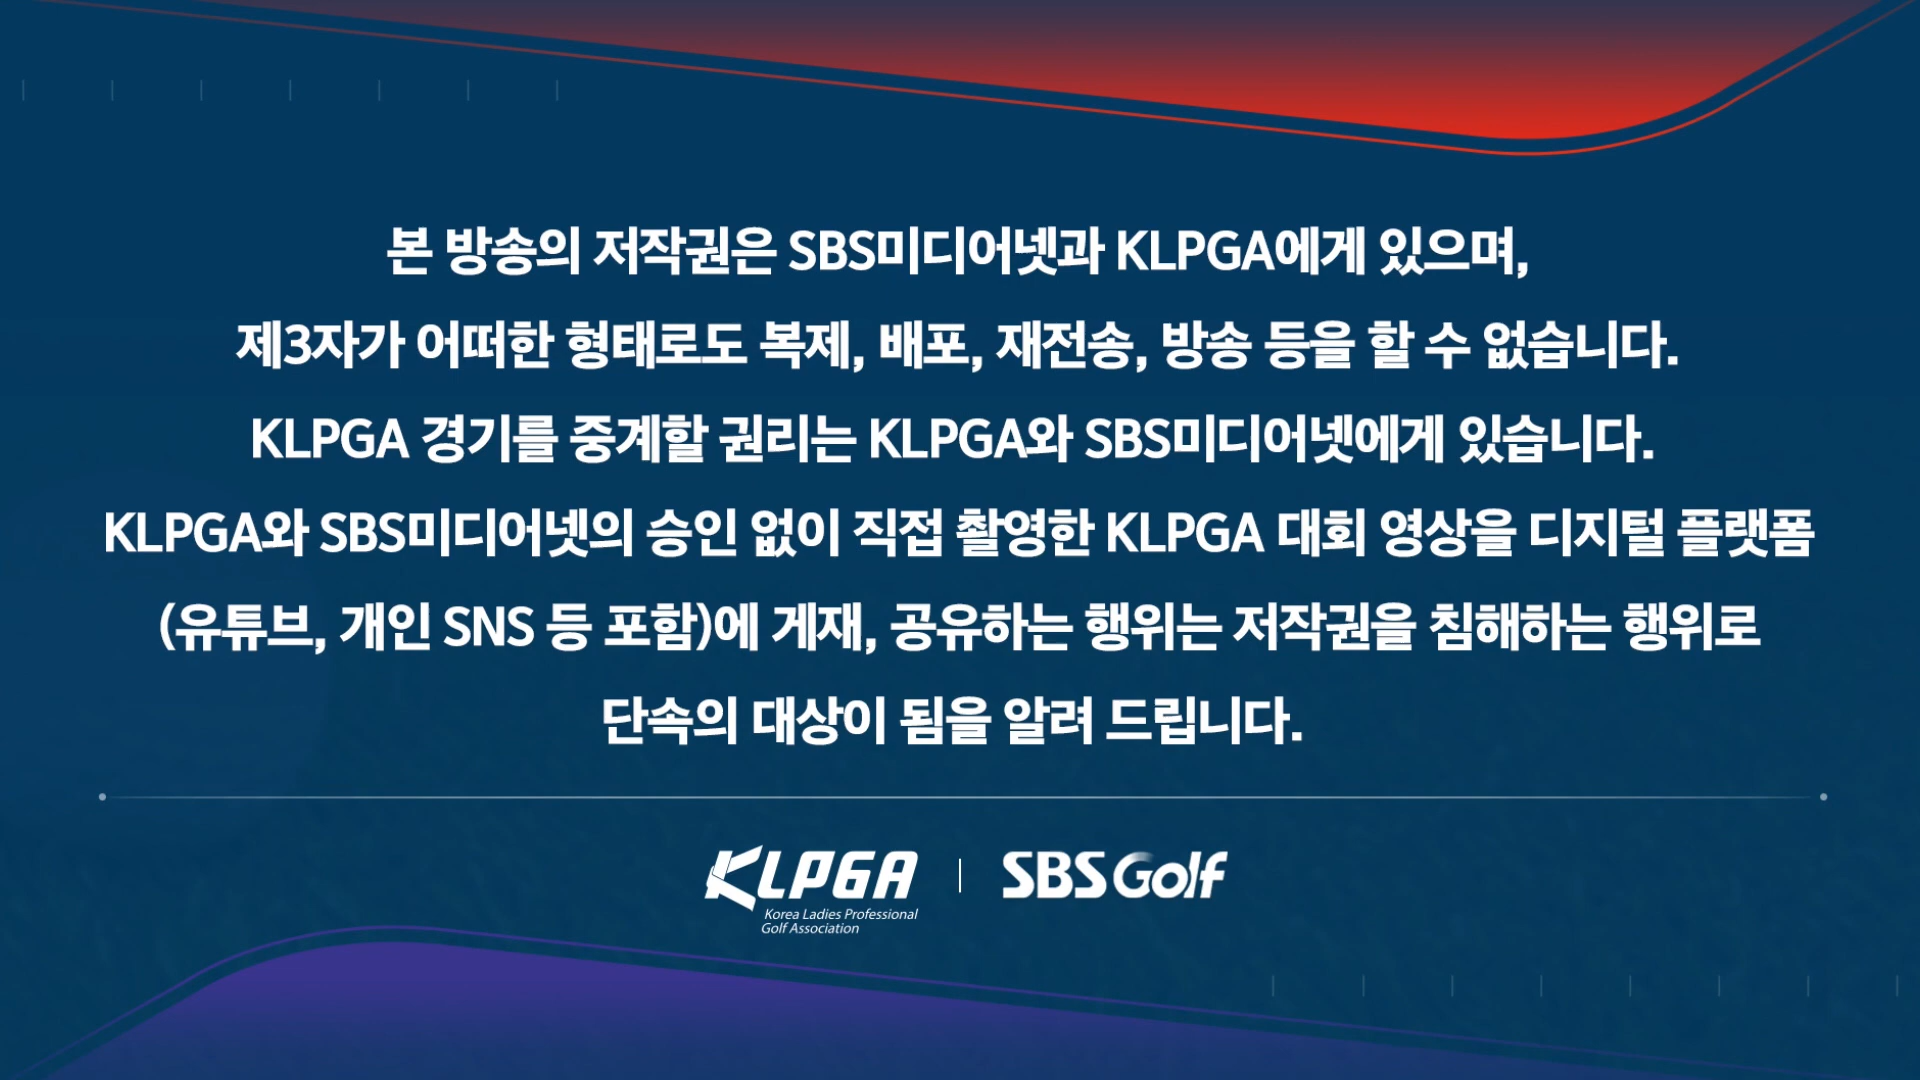 본 방송의 저작권은 SBS미디어넷과 KLPGA에게 있으며,
제3자가 어떠한 형태로도 복제, 배포, 재전송, 방송 등을 할 수 없습니다.
KLPGA 경기를 중계할 권리는 KLPGA와 SBS미디어넷에게 있습니다.
KLPGA와 SBS미디어넷의 승인 없이 직접 촬영한 KLPGA 대회 영상을 디지털 플랫폼
(유튜브, 개인 SNS 등 포함)에 게재, 공유하는 행위는 저작권을 침해하는 행위로
단속의 대상이 됨을 알려 드립니다.
KLPGA
Korea Ladies Professional
Golf Association
SBS Golf